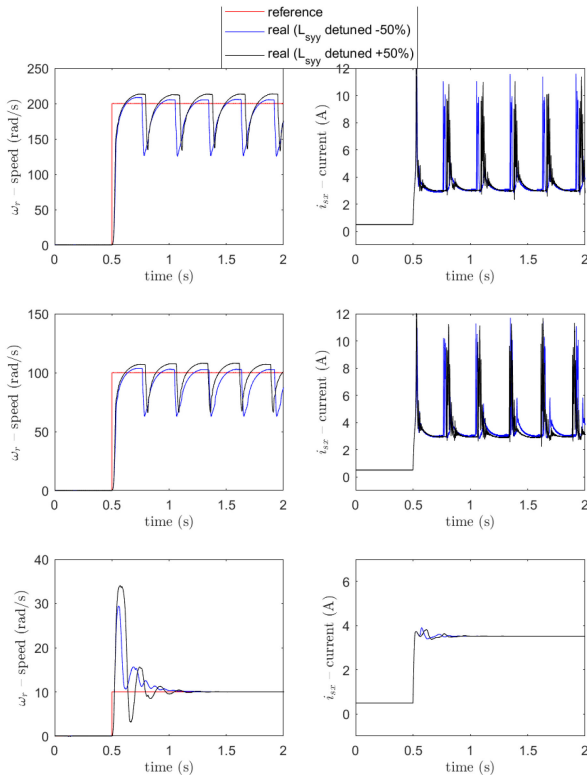 reference
real (L_syy detuned -50%)
real (L_syy detuned +50%)
250
200
150
100
50
0
ω_r – speed (rad/s)
0 0.5 1 1.5 2
time (s)
12
10
8
6
4
2
0
i_sx – current (A)
0 0.5 1 1.5 2
time (s)
150
100
50
0
ω_r – speed (rad/s)
0 0.5 1 1.5 2
time (s)
12
10
8
6
4
2
0
i_sx – current (A)
0 0.5 1 1.5 2
time (s)
40
30
20
10
0
ω_r – speed (rad/s)
0 0.5 1 1.5 2
time (s)
6
4
2
0
i_sx – current (A)
0 0.5 1 1.5 2
time (s)